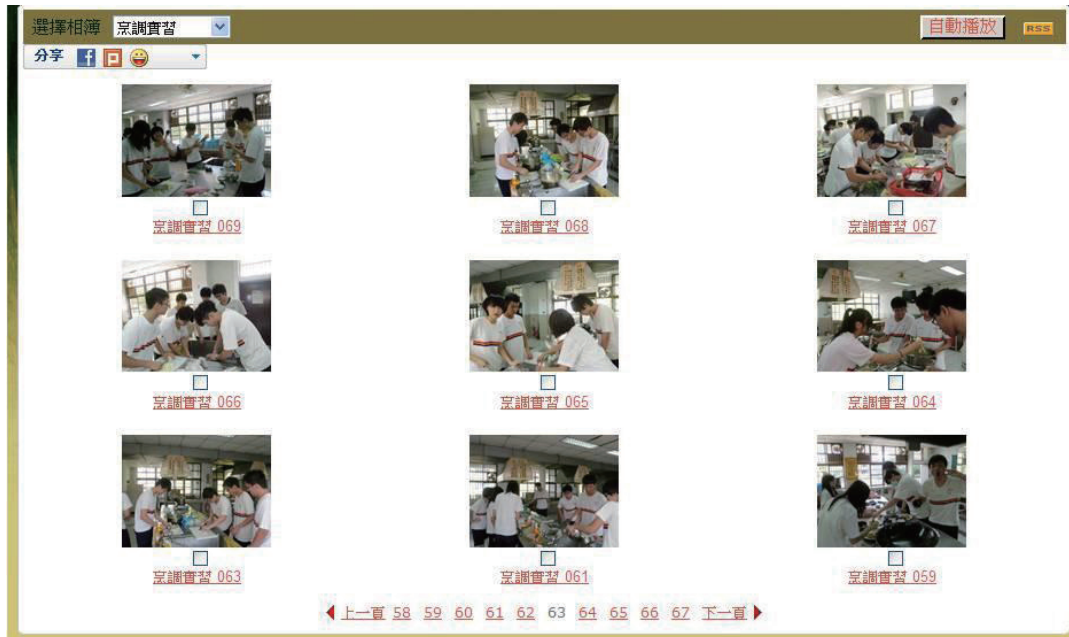 選擇相簿 烹調實習 自動播放 RSS
分享
烹調實習 069 烹調實習 068 烹調實習 067
烹調實習 066 烹調實習 065 烹調實習 064
烹調實習 063 烹調實習 061 烹調實習 059
上一頁 58 59 60 61 62 63 64 65 66 67 下一頁